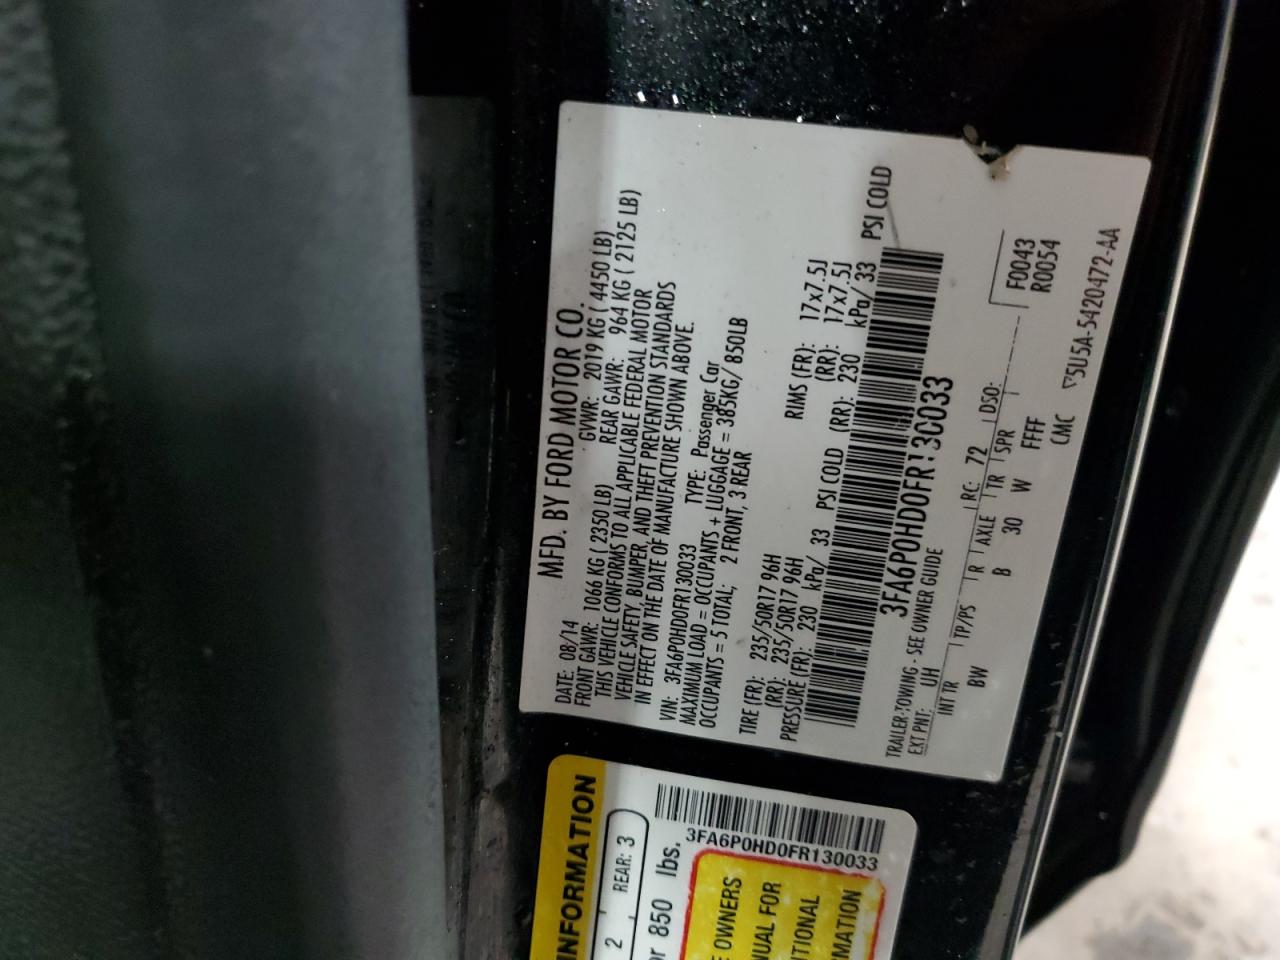 MFD. BY FORD MOTOR CO.
DATE: 08/14 GVWR: 2019 KG ( 4450 LB)
FRONT GAWR: 1066 KG ( 2350 LB) REAR GAWR: 964 KG ( 2125 LB)
THIS VEHICLE CONFORMS TO ALL APPLICABLE FEDERAL MOTOR
VEHICLE SAFETY, BUMPER, AND THEFT PREVENTION STANDARDS
IN EFFECT ON THE DATE OF MANUFACTURE SHOWN ABOVE.
VIN: 3FA6P0HD0FR130033 TYPE: Passenger Car
MAXIMUM LOAD = OCCUPANTS + LUGGAGE = 385KG/ 850LB
OCCUPANTS = 5 TOTAL; 2 FRONT, 3 REAR
TIRE (FR): 235/50R17 96H RIMS (FR): 17x7.5J
(RR): 235/50R17 96H (RR): 17x7.5J
PRESSURE (FR): 230 kPa/ 33 PSI COLD (RR): 230 kPa/ 33 PSI COLD
3FA6P0HD0FR130033
TRAILER-TOWING - SEE OWNER GUIDE
EXT PNT: UH RC: 72 DSO: F0043
R0054
INT TR TP/PS R AXLE TR SPR
BW B 30 W FFFF
CMC ▽5U5A-5420472-AA
INFORMATION
2 REAR: 3
or 850 lbs.
3FA6P0HD0FR130033
E OWNERS
NUAL FOR
ITIONAL
RMATION